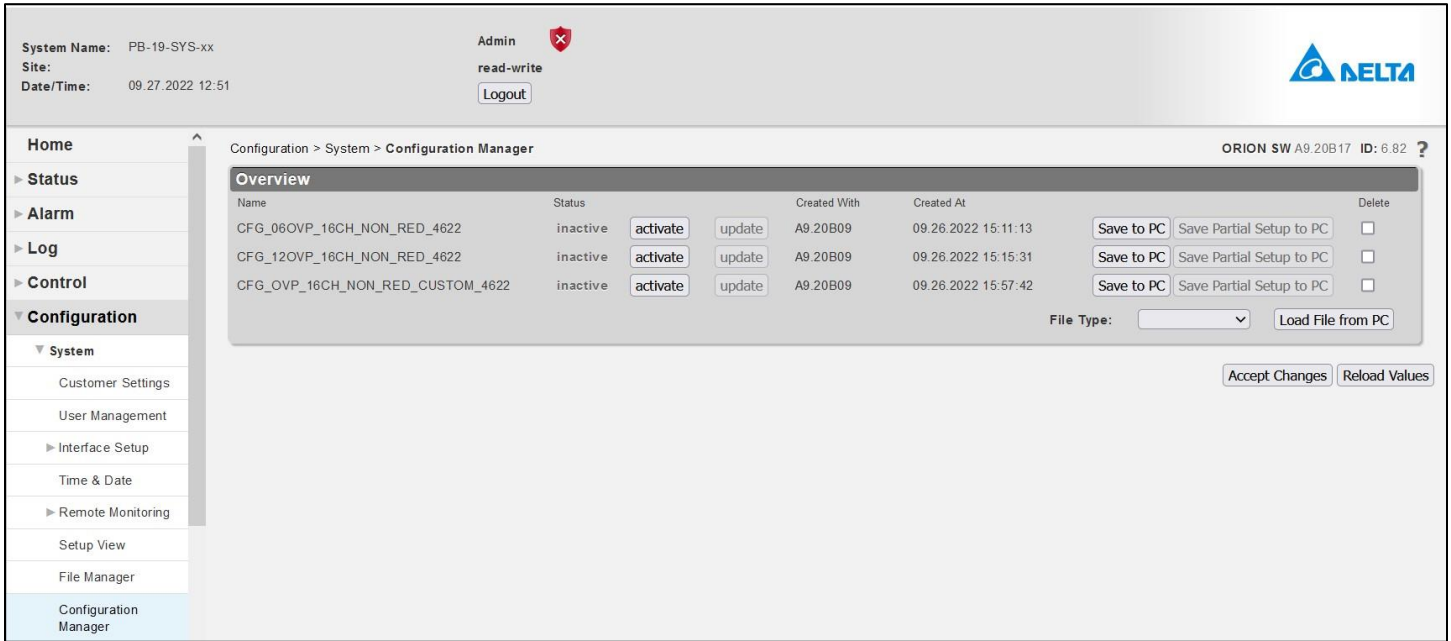 System Name: PB-19-SYS-xx
Site:
Date/Time: 09.27.2022 12:51
Admin
read-write
Logout
DELTA
Home
Status
Alarm
Log
Control
Configuration
System
Customer Settings
User Management
Interface Setup
Time & Date
Remote Monitoring
Setup View
File Manager
Configuration
Manager
Configuration > System > Configuration Manager ORION SW A9.20B17 ID: 6.82 ?
Overview
Name Status Created With Created At Delete
CFG_06OVP_16CH_NON_RED_4622 inactive activate update A9.20B09 09.26.2022 15:11:13 Save to PC Save Partial Setup to PC
CFG_12OVP_16CH_NON_RED_4622 inactive activate update A9.20B09 09.26.2022 15:15:31 Save to PC Save Partial Setup to PC
CFG_OVP_16CH_NON_RED_CUSTOM_4622 inactive activate update A9.20B09 09.26.2022 15:57:42 Save to PC Save Partial Setup to PC
File Type: Load File from PC
Accept Changes Reload Values